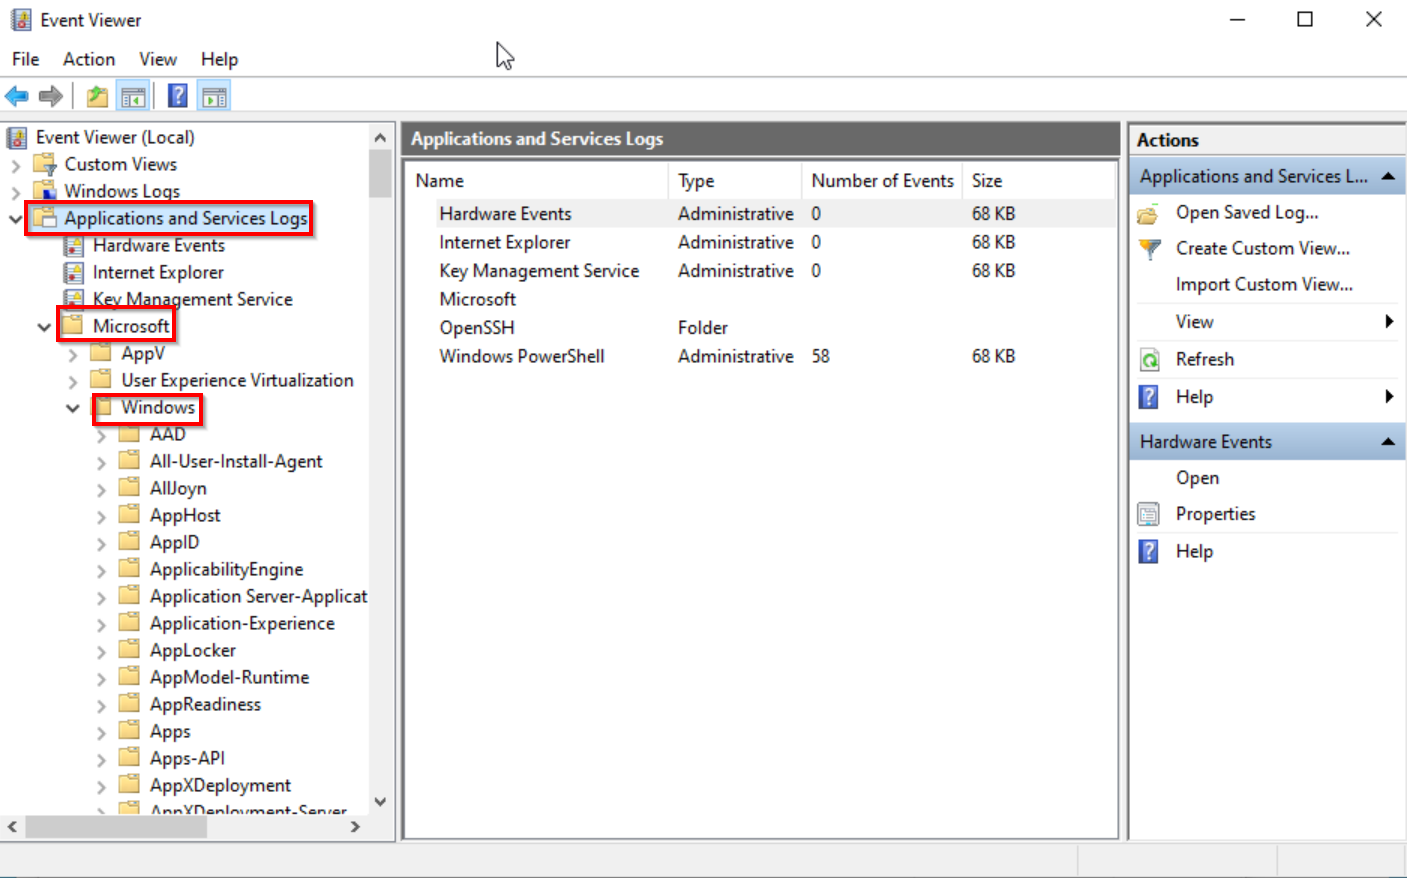 Event Viewer
File Action View Help
Event Viewer (Local)
Custom Views
Windows Logs
Applications and Services Logs
Hardware Events
Internet Explorer
Key Management Service
Microsoft
AppV
User Experience Virtualization
Windows
AAD
All-User-Install-Agent
AllJoyn
AppHost
AppID
ApplicabilityEngine
Application Server-Applicat
Application-Experience
AppLocker
AppModel-Runtime
AppReadiness
Apps
Apps-API
AppXDeployment
AppXDeployment-Server
Applications and Services Logs
Name Type Number of Events Size
Hardware Events Administrative 0 68 KB
Internet Explorer Administrative 0 68 KB
Key Management Service Administrative 0 68 KB
Microsoft
OpenSSH Folder
Windows PowerShell Administrative 58 68 KB
Actions
Applications and Services L...
Open Saved Log...
Create Custom View...
Import Custom View...
View
Refresh
Help
Hardware Events
Open
Properties
Help